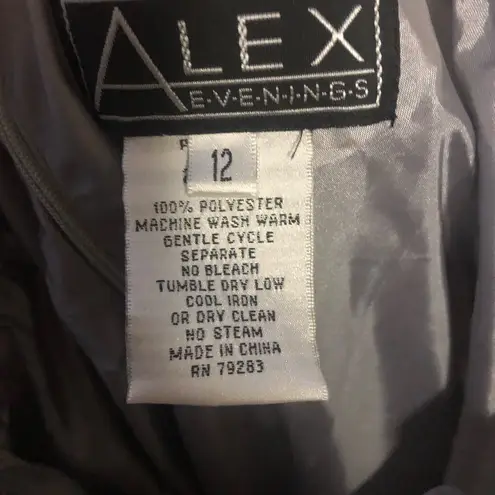 ALEX
E·V·E·N·I·N·G·S
12
100% POLYESTER
MACHINE WASH WARM
GENTLE CYCLE
SEPARATE
NO BLEACH
TUMBLE DRY LOW
COOL IRON
OR DRY CLEAN
NO STEAM
MADE IN CHINA
RN 79283